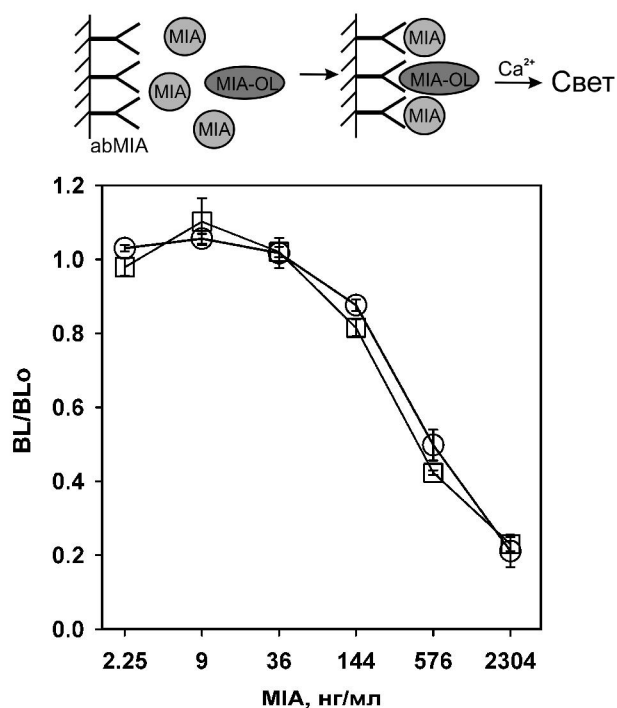 MIA
MIA
MIA-OL
MIA
abMIA
MIA
MIA-OL
MIA
Ca²⁺
Свет
1.2
1.0
0.8
0.6
0.4
0.2
0.0
BL/BLo
2.25 9 36 144 576 2304
MIA, нг/мл